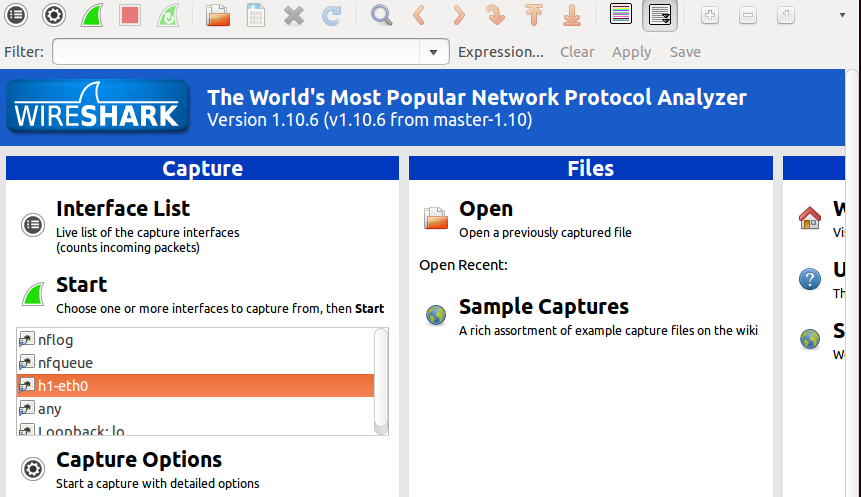 Filter:
Expression... Clear Apply Save
WIRESHARK
The World's Most Popular Network Protocol Analyzer
Version 1.10.6 (v1.10.6 from master-1.10)
Capture
Interface List
Live list of the capture interfaces
(counts incoming packets)
Start
Choose one or more interfaces to capture from, then Start
nflog
nfqueue
h1-eth0
any
Loopback: lo
Capture Options
Start a capture with detailed options
Files
Open
Open a previously captured file
Open Recent:
Sample Captures
A rich assortment of example capture files on the wiki